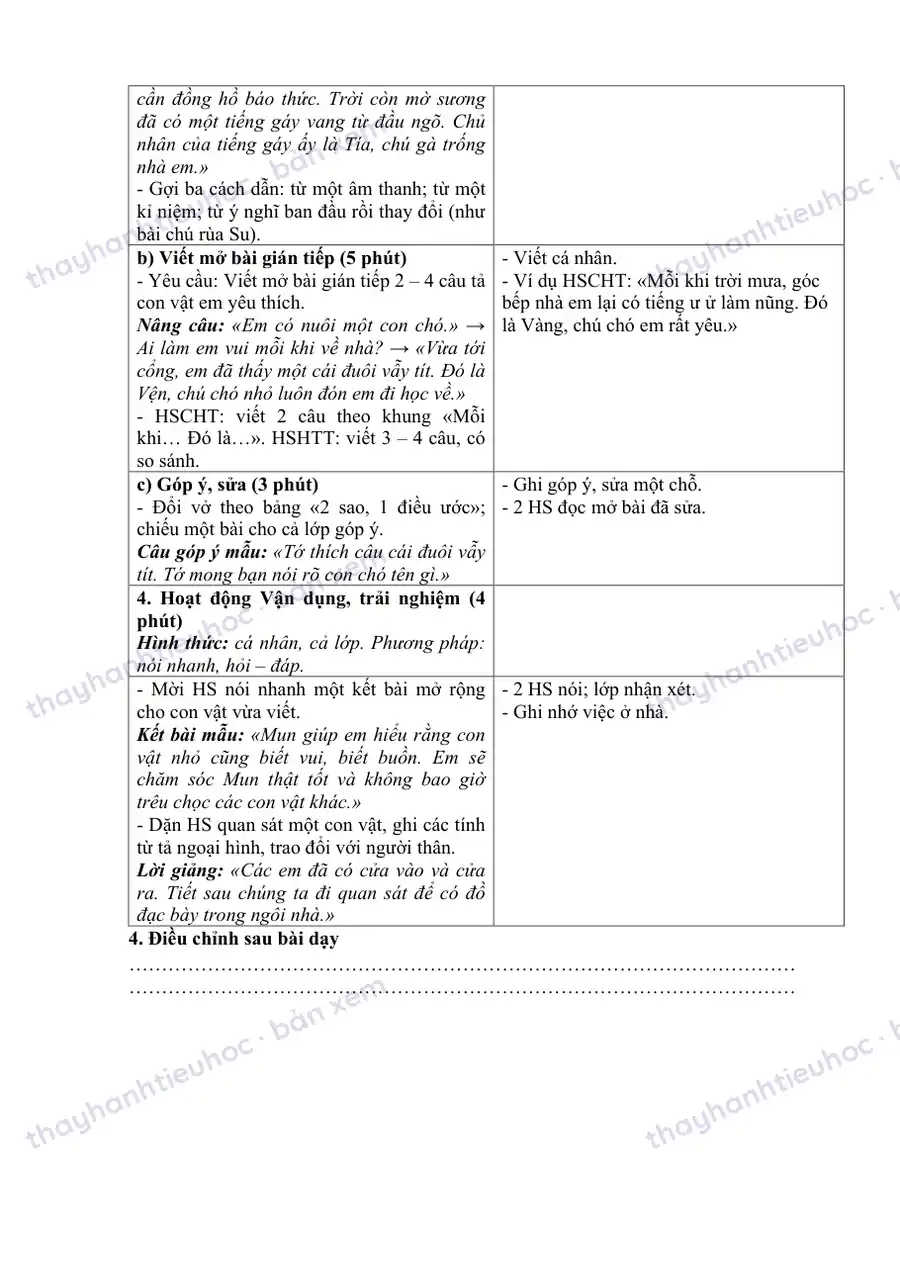 cần đồng hồ báo thức. Trời còn mờ sương
đã có một tiếng gáy vang từ đầu ngõ. Chủ
nhân của tiếng gáy ấy là Tía, chú gà trống
nhà em.»
- Gợi ba cách dẫn: từ một âm thanh; từ một
kỉ niệm; từ ý nghĩ ban đầu rồi thay đổi (như
bài chú rùa Su).
b) Viết mở bài gián tiếp (5 phút)
- Yêu cầu: Viết mở bài gián tiếp 2 – 4 câu tả
con vật em yêu thích.
Nâng câu: «Em có nuôi một con chó.» →
Ai làm em vui mỗi khi về nhà? → «Vừa tới
cổng, em đã thấy một cái đuôi vẫy tít. Đó là
Vện, chú chó nhỏ luôn đón em đi học về.»
- HSCHT: viết 2 câu theo khung «Mỗi
khi… Đó là…». HSHTT: viết 3 – 4 câu, có
so sánh.
- Viết cá nhân.
- Ví dụ HSCHT: «Mỗi khi trời mưa, góc
bếp nhà em lại có tiếng ư ử làm nũng. Đó
là Vàng, chú chó em rất yêu.»
c) Góp ý, sửa (3 phút)
- Đổi vở theo bảng «2 sao, 1 điều ước»;
chiếu một bài cho cả lớp góp ý.
Câu góp ý mẫu: «Tớ thích câu cái đuôi vẫy
tít. Tớ mong bạn nói rõ con chó tên gì.»
- Ghi góp ý, sửa một chỗ.
- 2 HS đọc mở bài đã sửa.
4. Hoạt động Vận dụng, trải nghiệm (4
phút)
Hình thức: cá nhân, cả lớp. Phương pháp:
nói nhanh, hỏi – đáp.
- Mời HS nói nhanh một kết bài mở rộng
cho con vật vừa viết.
Kết bài mẫu: «Mun giúp em hiểu rằng con
vật nhỏ cũng biết vui, biết buồn. Em sẽ
chăm sóc Mun thật tốt và không bao giờ
trêu chọc các con vật khác.»
- Dặn HS quan sát một con vật, ghi các tính
từ tả ngoại hình, trao đổi với người thân.
Lời giảng: «Các em đã có cửa vào và cửa
ra. Tiết sau chúng ta đi quan sát để có đồ
đạc bày trong ngôi nhà.»
- 2 HS nói; lớp nhận xét.
- Ghi nhớ việc ở nhà.
4. Điều chỉnh sau bài dạy
…………………………………………………………………………………………
…………………………………………………………………………………………
thayhanhtieuhoc · bản xem
thayhanhtieuhoc · b
thayhanhtieuhoc · bản xem
thayhanhtieuhoc · b
thayhanhtieuhoc · bản xem
thayhanhtieuhoc · b